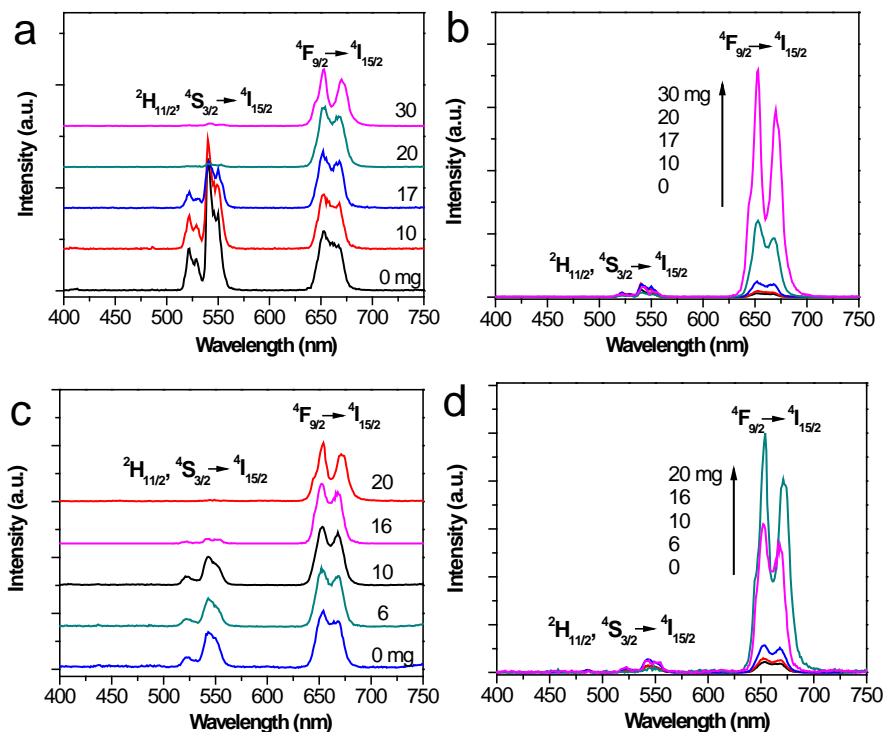 a
⁴F₉/₂ → ⁴I₁₅/₂
²H₁₁/₂, ⁴S₃/₂ → ⁴I₁₅/₂
30
20
17
10
0 mg
Intensity (a.u.)
400 450 500 550 600 650 700 750
Wavelength (nm)
b
⁴F₉/₂ → ⁴I₁₅/₂
30 mg
20
17
10
0
²H₁₁/₂, ⁴S₃/₂ → ⁴I₁₅/₂
Intensity (a.u.)
400 450 500 550 600 650 700 750
Wavelength (nm)
c
⁴F₉/₂ → ⁴I₁₅/₂
²H₁₁/₂, ⁴S₃/₂ → ⁴I₁₅/₂
20
16
10
6
0 mg
Intensity (a.u.)
400 450 500 550 600 650 700 750
Wavelength (nm)
d
⁴F₉/₂ → ⁴I₁₅/₂
20 mg
16
10
6
0
²H₁₁/₂, ⁴S₃/₂ → ⁴I₁₅/₂
Intensity (a.u.)
400 450 500 550 600 650 700 750
Wavelength (nm)